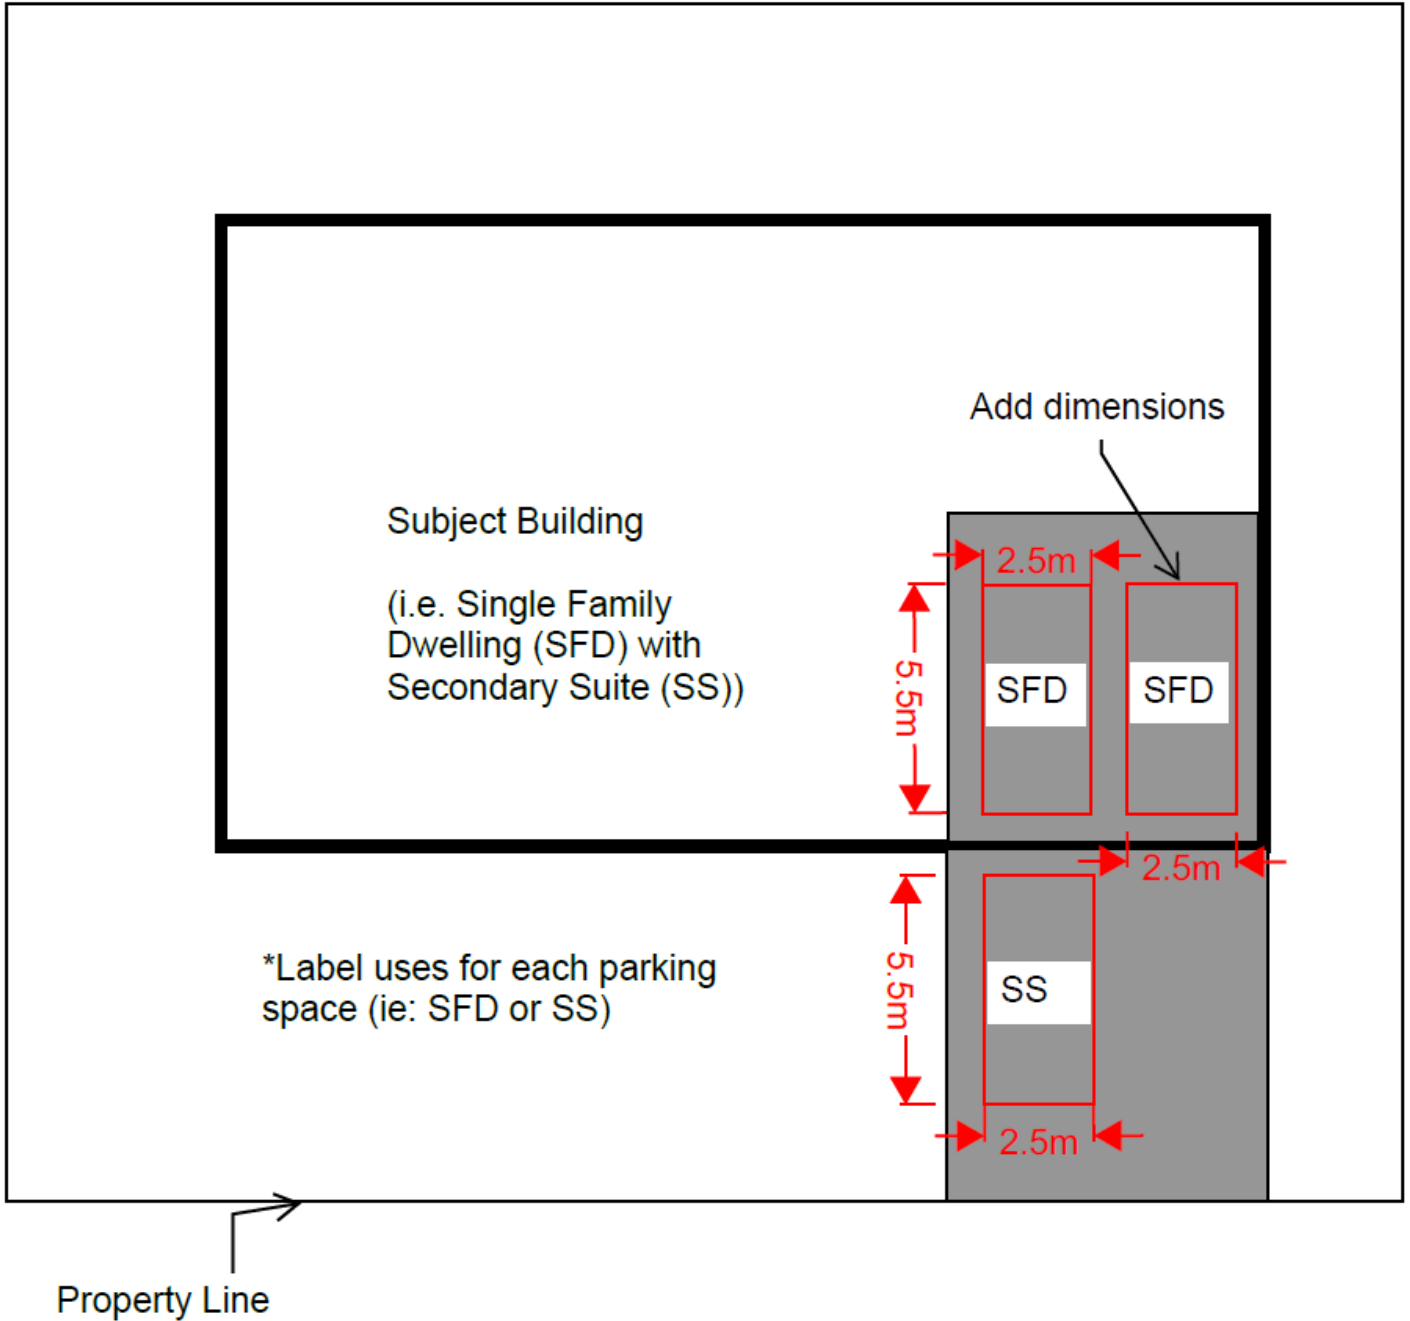 Add dimensions
Subject Building
(i.e. Single Family
Dwelling (SFD) with
Secondary Suite (SS))
2.5m
5.5m
SFD
SFD
2.5m
*Label uses for each parking
space (ie: SFD or SS)
5.5m
SS
2.5m
Property Line